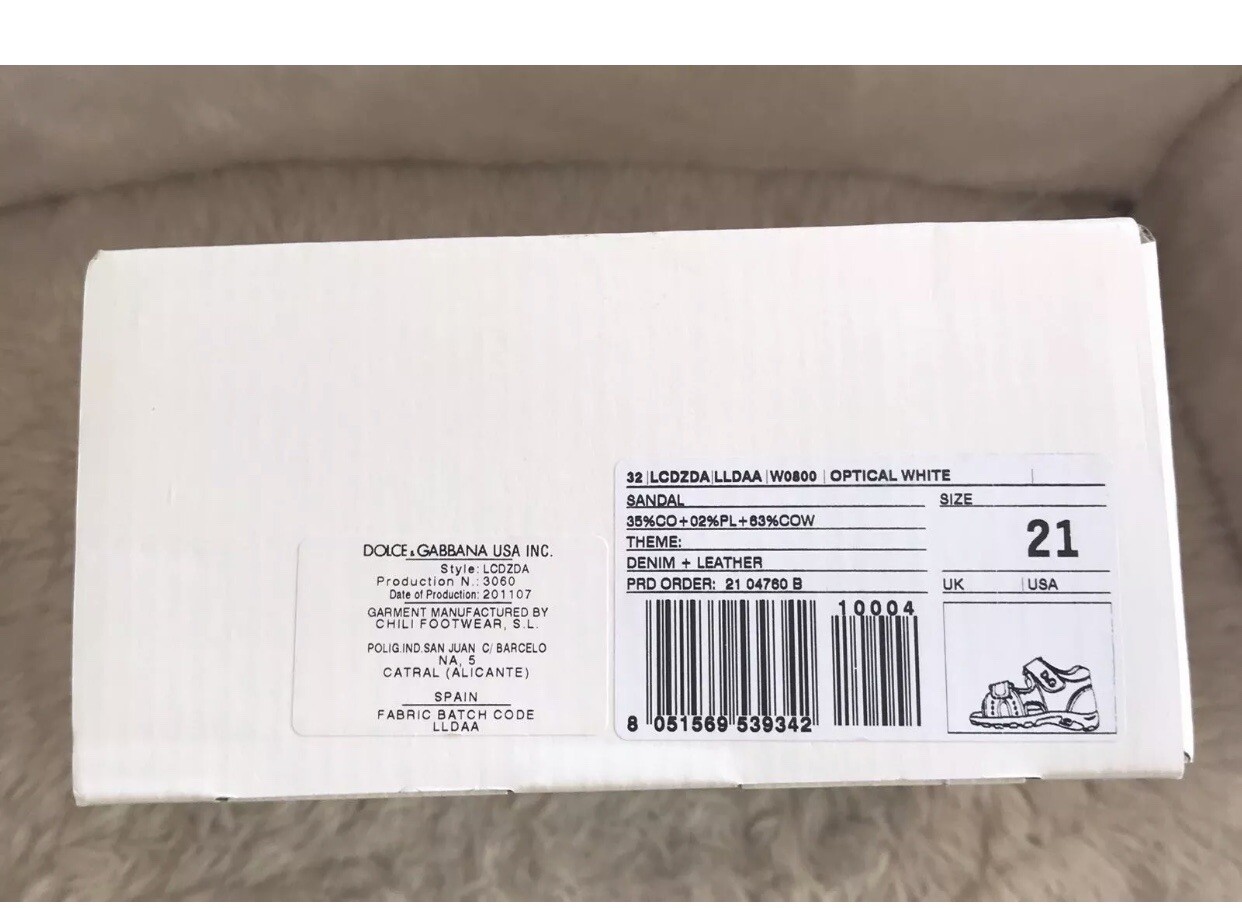 DOLCE & GABBANA USA INC.
Style: LCDZDA
Production N.: 3060
Date of Production: 201107
GARMENT MANUFACTURED BY
CHILI FOOTWEAR, S.L.
POLIG.IND.SAN JUAN C/ BARCELO
NA, 5
CATRAL (ALICANTE)
SPAIN
FABRIC BATCH CODE
LLDAA
32 |LCDZDA|LLDAA |W0800 | OPTICAL WHITE
SANDAL
35%CO+02%PL+63%COW
THEME:
DENIM + LEATHER
PRD ORDER: 21 04760 B
SIZE
21
UK | USA
10004
8 051569 539342